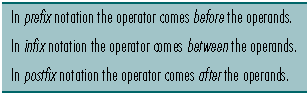 In prefix notation the operator comes before the operands.
In infix notation the operator comes between the operands.
In postfix notation the operator comes after the operands.